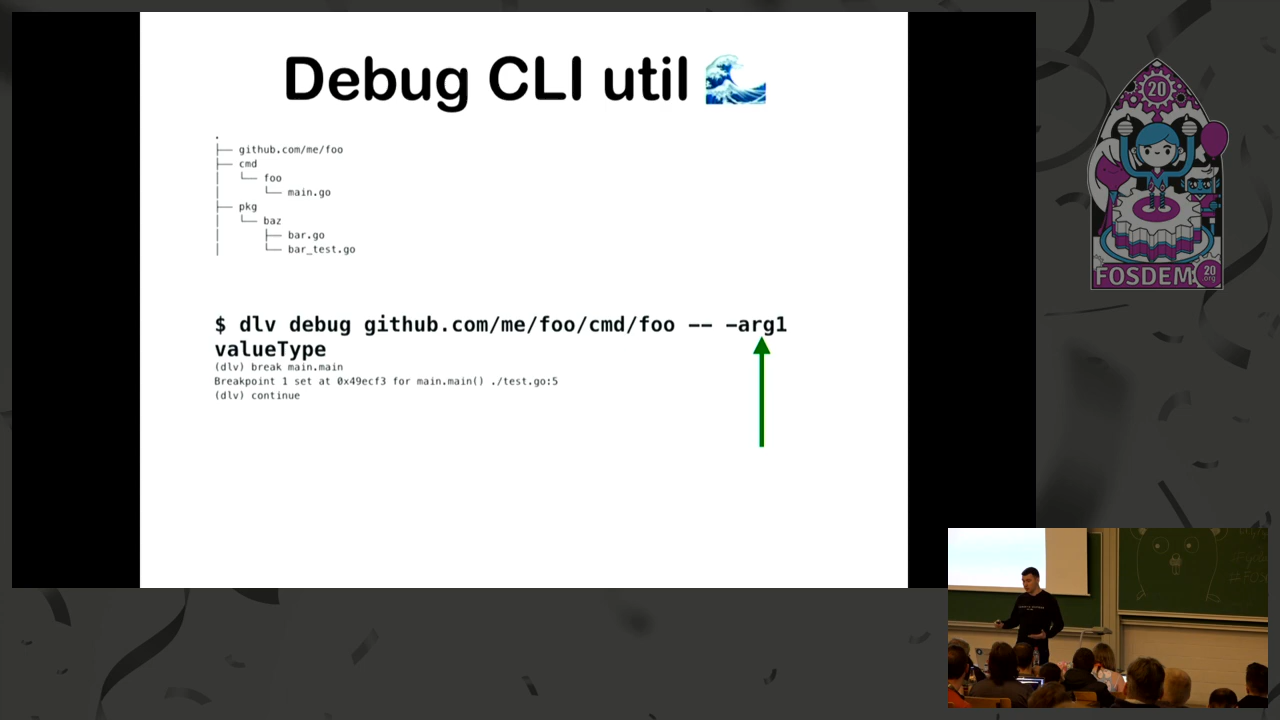 Debug CLI util 🌊
.
├── github.com/me/foo
├── cmd
│   └── foo
│       └── main.go
├── pkg
│   └── baz
│       ├── bar.go
│       └── bar_test.go
$ dlv debug github.com/me/foo/cmd/foo -- -arg1
valueType
(dlv) break main.main
Breakpoint 1 set at 0x49ecf3 for main.main() ./test.go:5
(dlv) continue
20
FOSDEM
20
.org